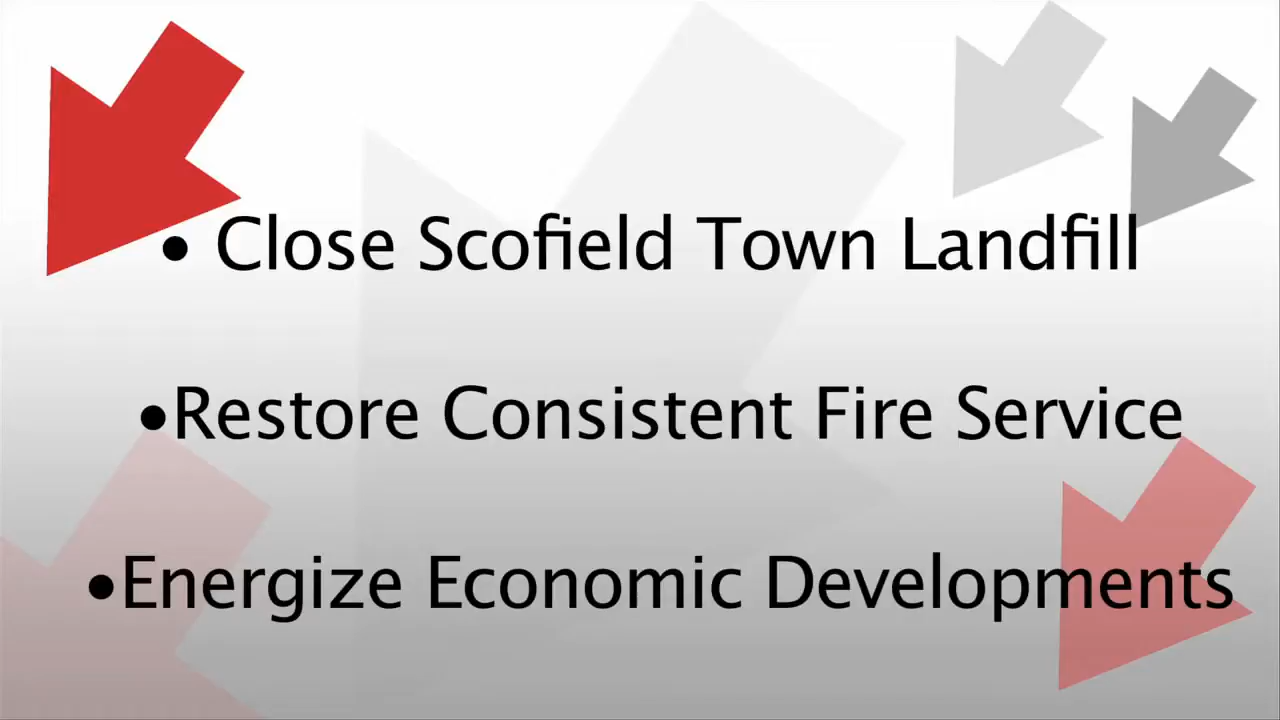 • Close Scofield Town Landfill
•Restore Consistent Fire Service
•Energize Economic Developments